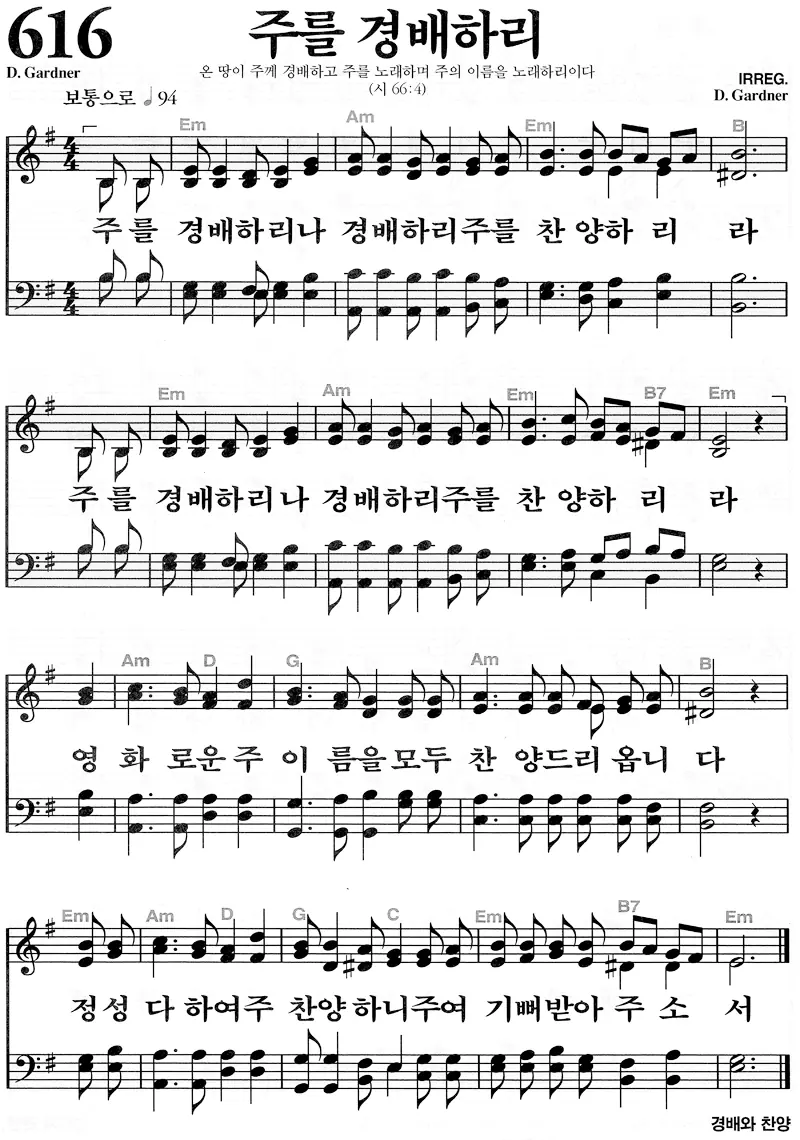 616
주를 경배하리
D. Gardner
온 땅이 주께 경배하고 주를 노래하며 주의 이름을 노래하리이다
(시 66:4)
IRREG.
D. Gardner
보통으로 ♩94
Em Am Em B
4/4
주를 경배하리나 경배하리주를 찬양하리라
4/4
Em Am Em B7 Em
주를 경배하리나 경배하리주를 찬양하리라
Am D G Am B
영화로운주 이름을모두 찬양드리옵니다
Em Am D G C Em B7 Em
정성다하여주 찬양하니주여 기뻐받아주소서
경배와 찬양